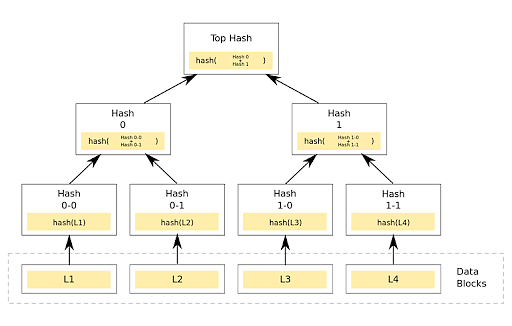 Top Hash
hash( Hash 0 + Hash 1 )
Hash
0
hash( Hash 0-0 + Hash 0-1 )
Hash
1
hash( Hash 1-0 + Hash 1-1 )
Hash
0-0
hash(L1)
Hash
0-1
hash(L2)
Hash
1-0
hash(L3)
Hash
1-1
hash(L4)
L1
L2
L3
L4
Data
Blocks